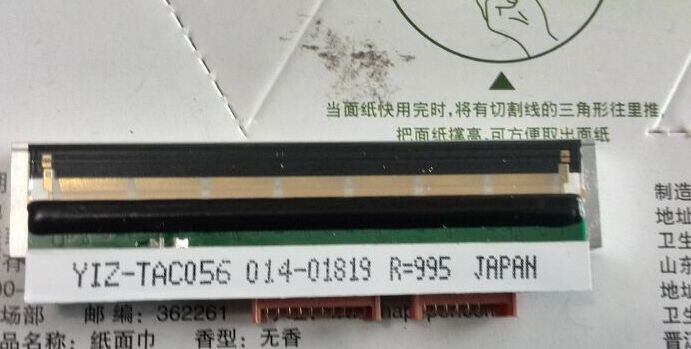 当面纸快用完时,将有切割线的三角形往里推,
把面纸撑高,可方便取出面纸
YIZ-TAC056 014-01819 R=995 JAPAN
制造
地址
卫生
山东
地址
卫生
晋江
场部 邮编: 362261
品名称: 纸面巾 香型: 无香